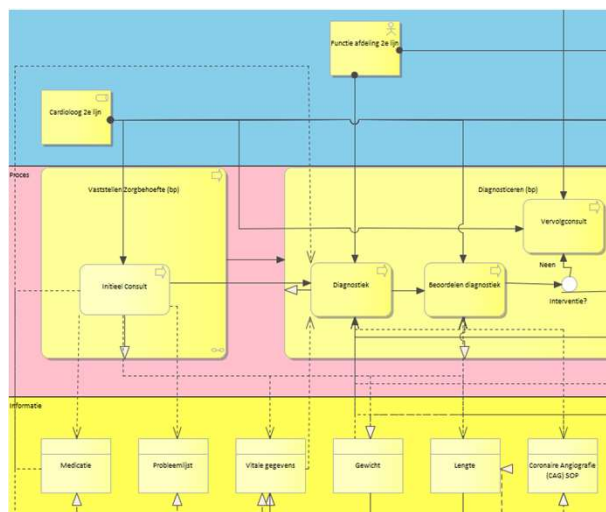 Functie afdeling 2e lijn
Cardioloog 2e lijn
Proces
Vaststellen Zorgbehoefte (bp)
Diagnosticeren (bp)
Vervolgconsult
Neen
Initieel Consult
Diagnostiek
Beoordelen diagnostiek
Interventie?
Informatie
Medicatie
Probleemlijst
Vitale gegevens
Gewicht
Lengte
Coronaire Angiografie
(CAG) SOP